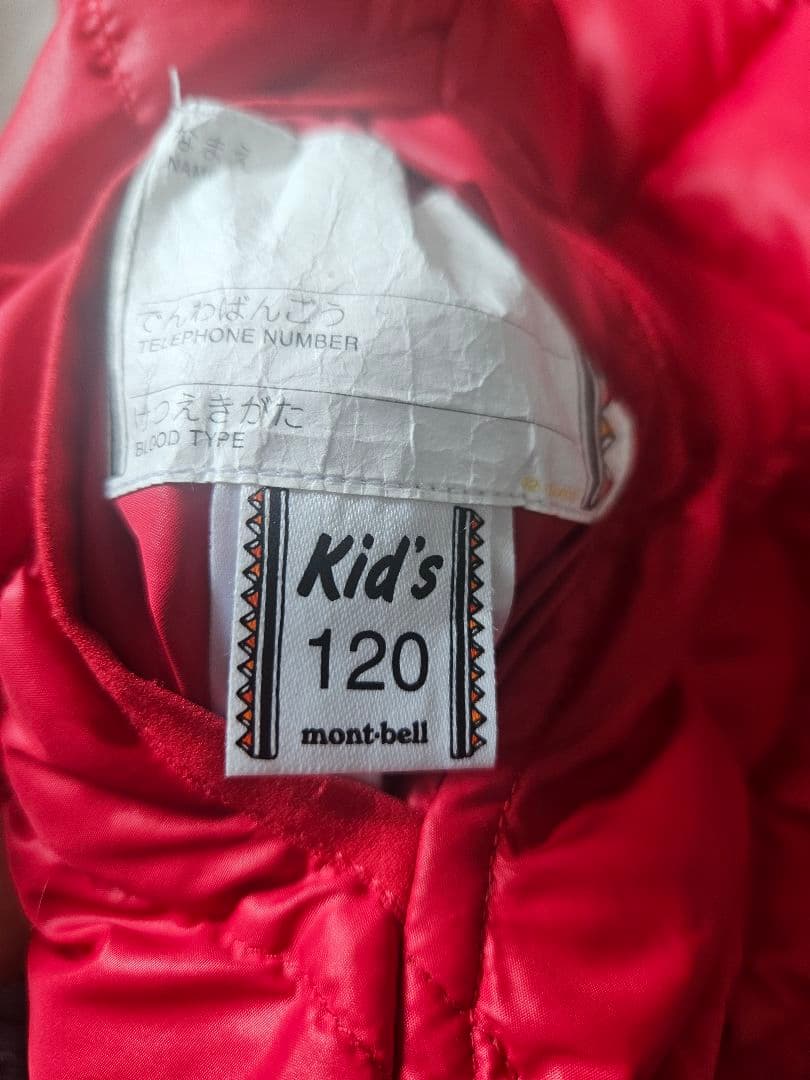 なまえ
でんわばんごう
TELEPHONE NUMBER
けつえきがた
BLOOD TYPE
Kid's
120
mont-bell